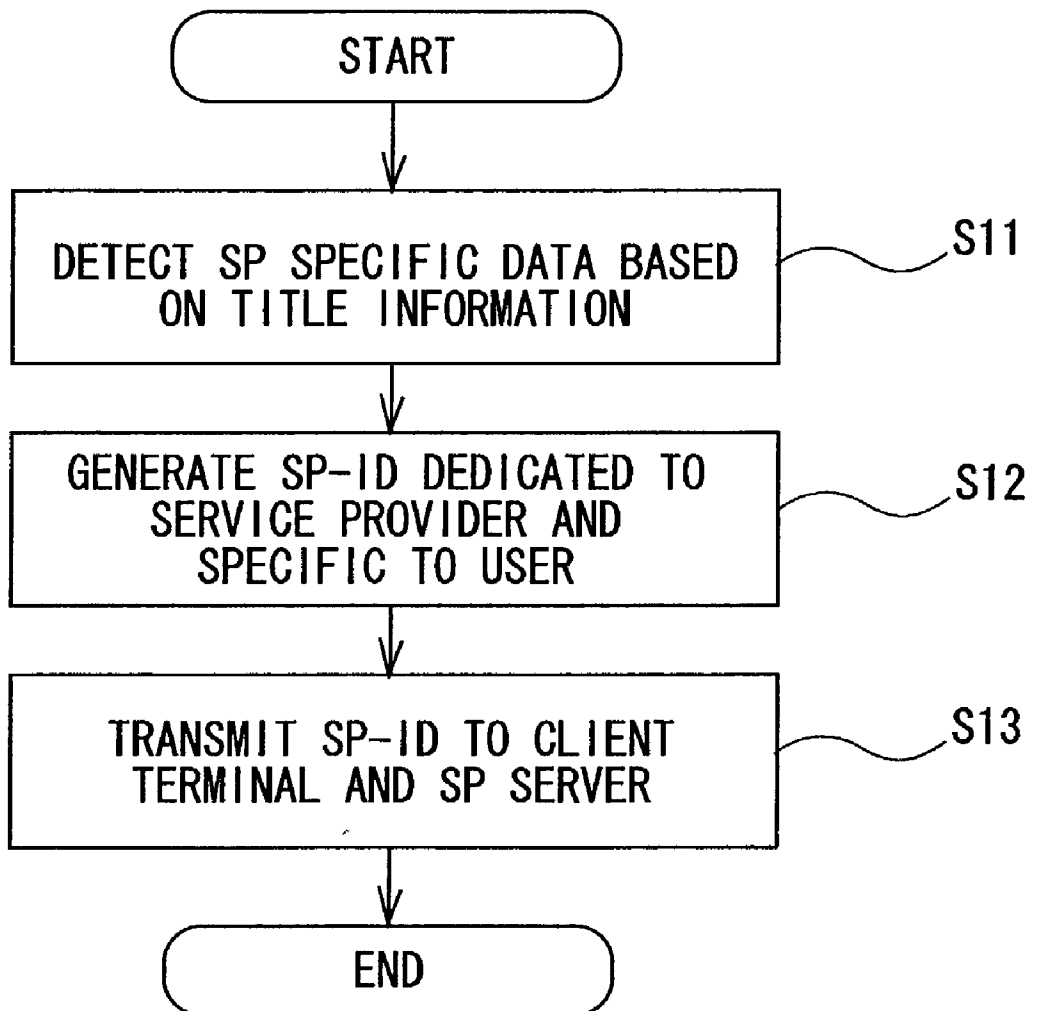 START
DETECT SP SPECIFIC DATA BASED
ON TITLE INFORMATION
S11
GENERATE SP-ID DEDICATED TO
SERVICE PROVIDER AND
SPECIFIC TO USER
S12
TRANSMIT SP-ID TO CLIENT
TERMINAL AND SP SERVER
S13
END